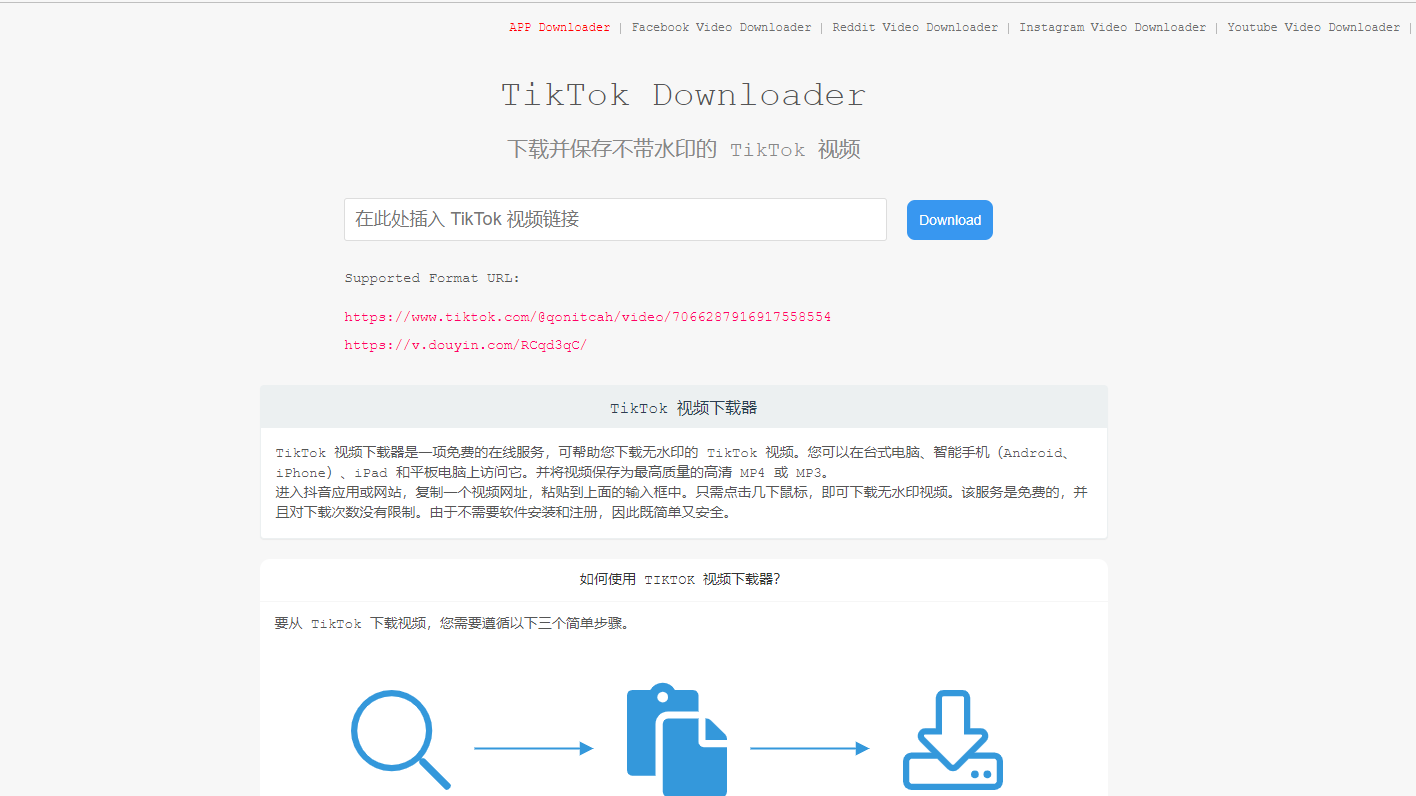 APP Downloader | Facebook Video Downloader | Reddit Video Downloader | Instagram Video Downloader | Youtube Video Downloader |
TikTok Downloader
下载并保存不带水印的 TikTok 视频
在此处插入 TikTok 视频链接
Download
Supported Format URL:
https://www.tiktok.com/@qonitcah/video/7066287916917558554
https://v.douyin.com/RCqd3qC/
TikTok 视频下载器
TikTok 视频下载器是一项免费的在线服务，可帮助您下载无水印的 TikTok 视频。您可以在台式电脑、智能手机（Android、
iPhone）、iPad 和平板电脑上访问它。并将视频保存为最高质量的高清 MP4 或 MP3。
进入抖音应用或网站，复制一个视频网址，粘贴到上面的输入框中。只需点击几下鼠标，即可下载无水印视频。该服务是免费的，并
且对下载次数没有限制。由于不需要软件安装和注册，因此既简单又安全。
如何使用 TIKTOK 视频下载器？
要从 TikTok 下载视频，您需要遵循以下三个简单步骤。